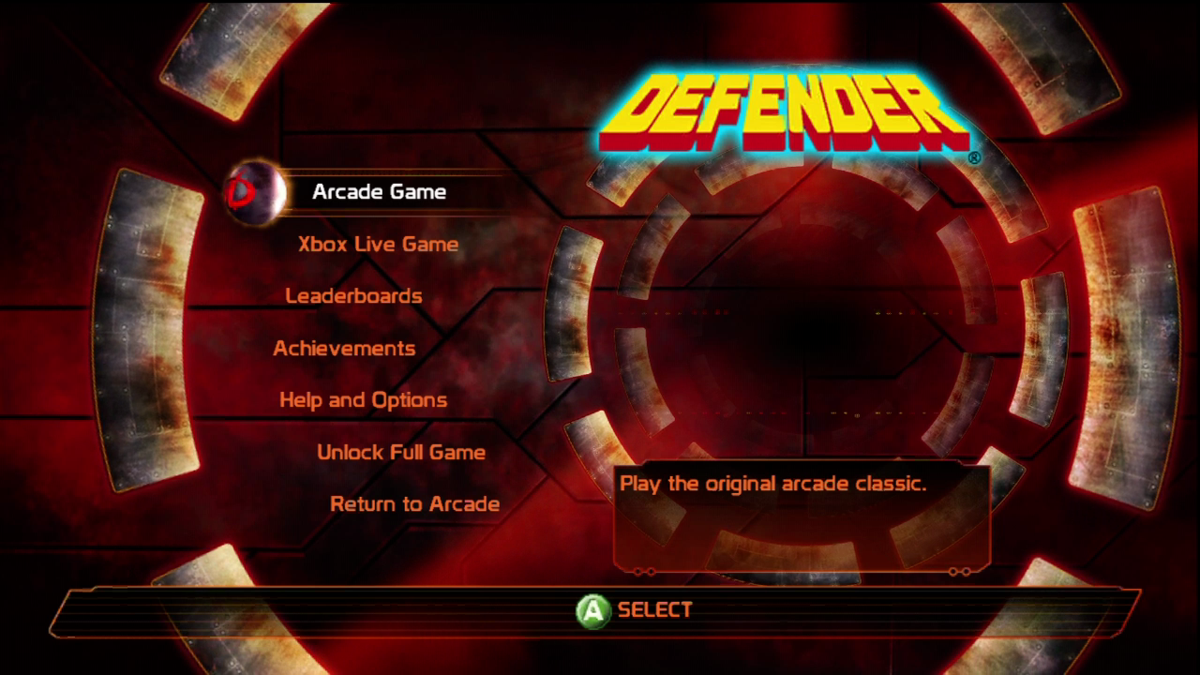 DEFENDER®
D
Arcade Game
Xbox Live Game
Leaderboards
Achievements
Help and Options
Unlock Full Game
Return to Arcade
Play the original arcade classic.
A SELECT